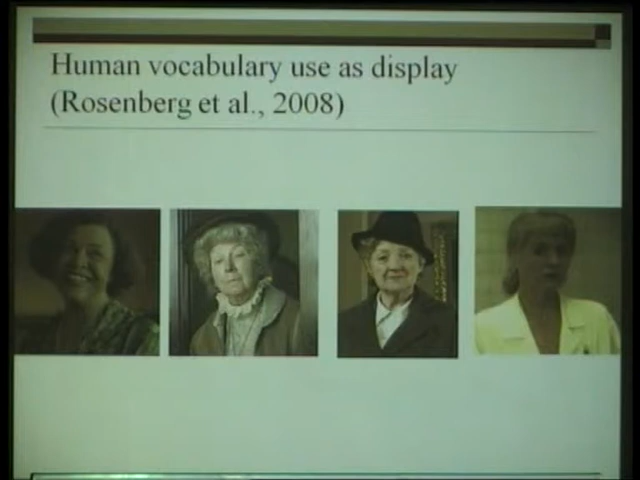 Human vocabulary use as display
(Rosenberg et al., 2008)